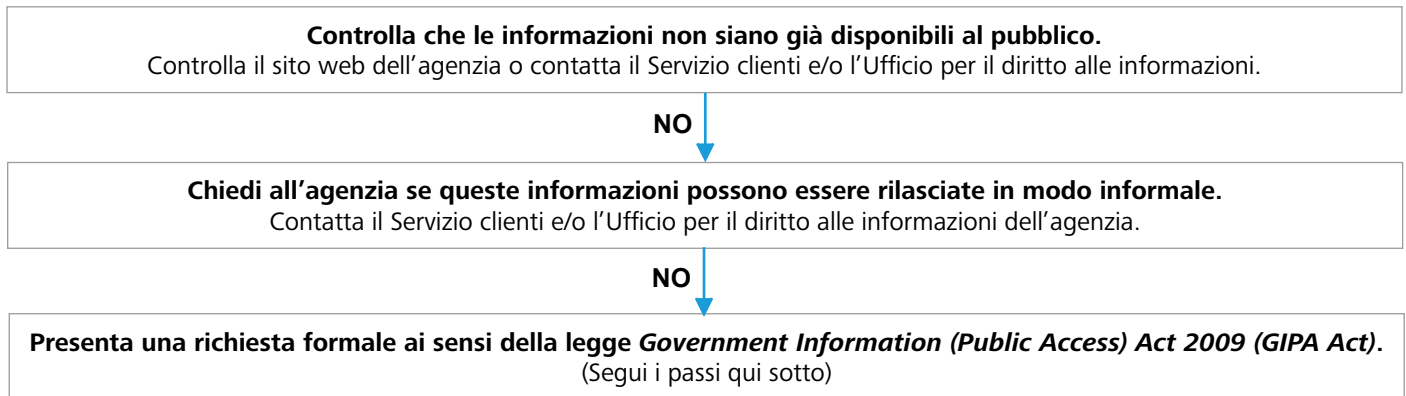 Controlla che le informazioni non siano già disponibili al pubblico.
Controlla il sito web dell’agenzia o contatta il Servizio clienti e/o l’Ufficio per il diritto alle informazioni.
NO
Chiedi all’agenzia se queste informazioni possono essere rilasciate in modo informale.
Contatta il Servizio clienti e/o l’Ufficio per il diritto alle informazioni dell’agenzia.
NO
Presenta una richiesta formale ai sensi della legge Government Information (Public Access) Act 2009 (GIPA Act).
(Segui i passi qui sotto)